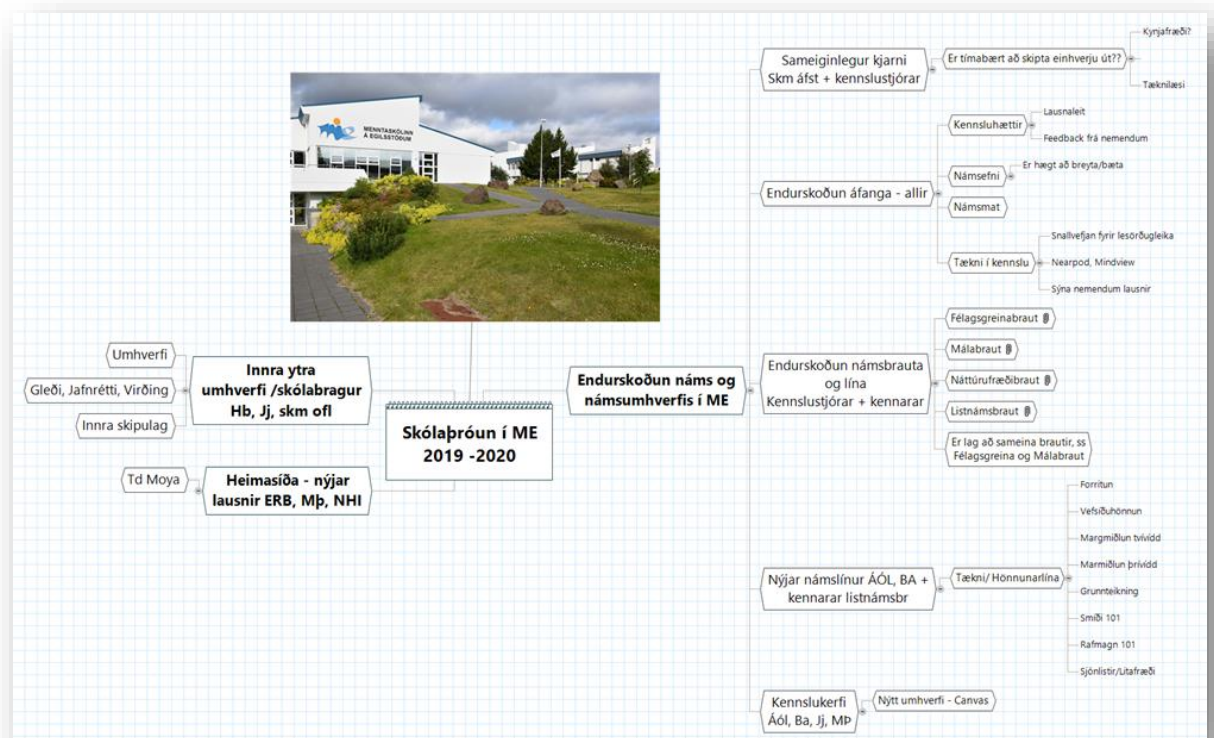 MENNTASKÓLINN
Á EGILSSTÖÐUM
Skólaþróun í ME
2019 -2020
Innra ytra
umhverfi /skólabragur
Hb, Jj, skm ofl
Umhverfi
Gleði, Jafnrétti, Virðing
Innra skipulag
Heimasíða - nýjar
lausnir ERB, Mþ, NHI
Td Moya
Endurskoðun náms og
námsumhverfis í ME
Sameiginlegur kjarni
Skm áfst + kennslustjórar
Er tímabært að skipta einhverju út??
Kynjafræði?
Tæknilæsi
Endurskoðun áfanga - allir
Kennsluhættir
Lausnaleit
Feedback frá nemendum
Námsefni
Er hægt að breyta/bæta
Námsmat
Tækni í kennslu
Snallvefjan fyrir lesörðugleika
Nearpod, Mindview
Sýna nemendum lausnir
Endurskoðun námsbrauta
og lína
Kennslustjórar + kennarar
Félagsgreinabraut
Málabraut
Náttúrufræðibraut
Listnámsbraut
Er lag að sameina brautir, ss
Félagsgreina og Málabraut
Nýjar námslínur ÁÓL, BA +
kennarar listnámsbr
Tækni/ Hönnunarlína
Forritun
Vefsíðuhönnun
Margmiðlun tvívídd
Marmiðlun þrívídd
Grunnteikning
Smíði 101
Rafmagn 101
Sjónlistir/Litafræði
Kennslukerfi
Áól, Ba, Jj, MÞ
Nýtt umhverfi - Canvas